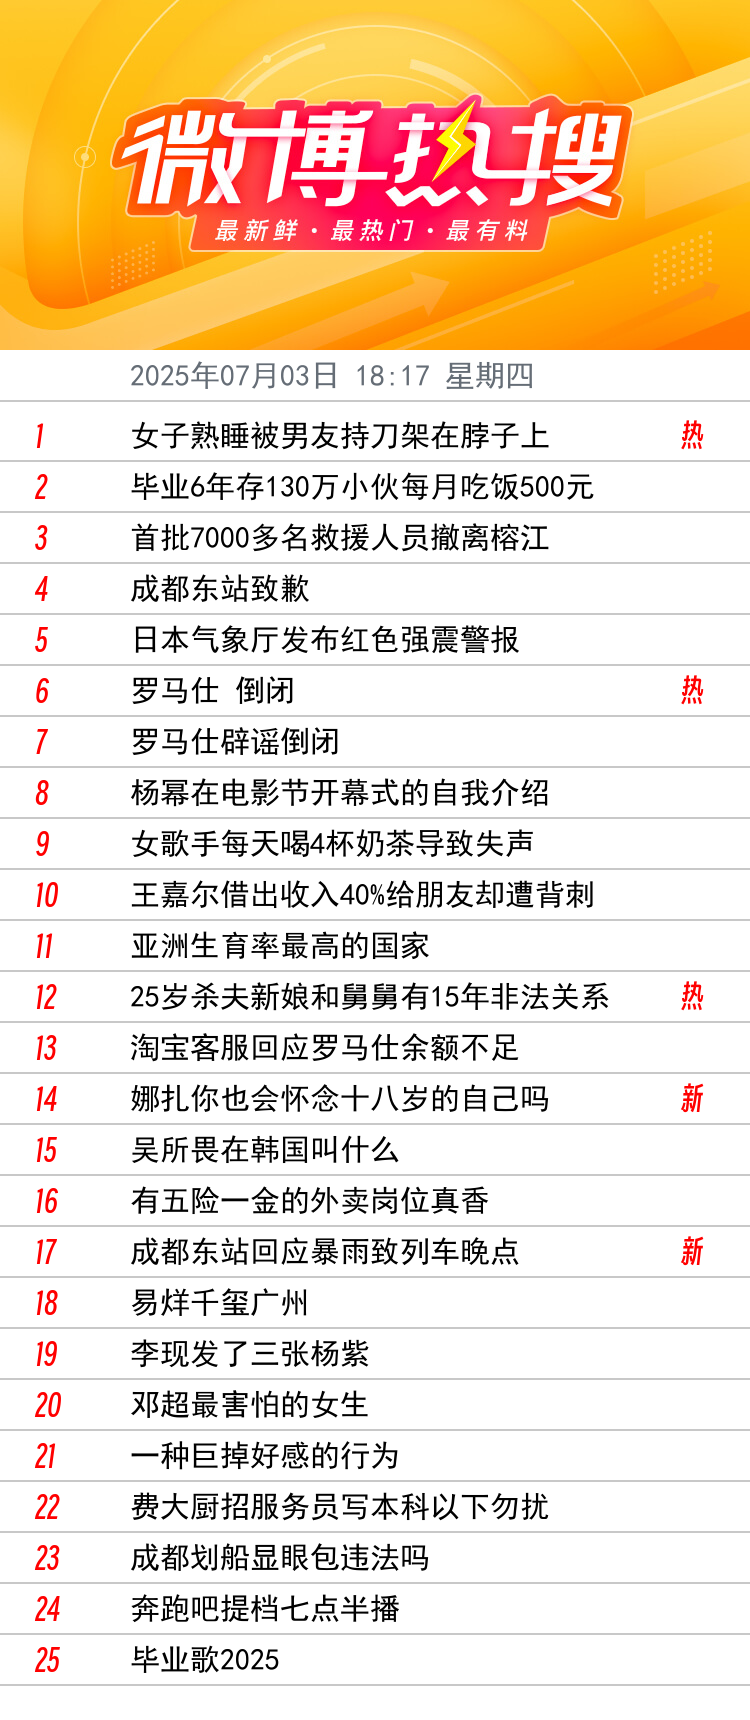 微博热搜
最新鲜·最热门·最有料
2025年07月03日 18:17 星期四
1 女子熟睡被男友持刀架在脖子上 热
2 毕业6年存130万小伙每月吃饭500元
3 首批7000多名救援人员撤离榕江
4 成都东站致歉
5 日本气象厅发布红色强震警报
6 罗马仕 倒闭 热
7 罗马仕辟谣倒闭
8 杨幂在电影节开幕式的自我介绍
9 女歌手每天喝4杯奶茶导致失声
10 王嘉尔借出收入40%给朋友却遭背刺
11 亚洲生育率最高的国家
12 25岁杀夫新娘和舅舅有15年非法关系 热
13 淘宝客服回应罗马仕余额不足
14 娜扎你也会怀念十八岁的自己吗 新
15 吴所畏在韩国叫什么
16 有五险一金的外卖岗位真香
17 成都东站回应暴雨致列车晚点 新
18 易烊千玺广州
19 李现发了三张杨紫
20 邓超最害怕的女生
21 一种巨掉好感的行为
22 费大厨招服务员写本科以下勿扰
23 成都划船显眼包违法吗
24 奔跑吧提档七点半播
25 毕业歌2025